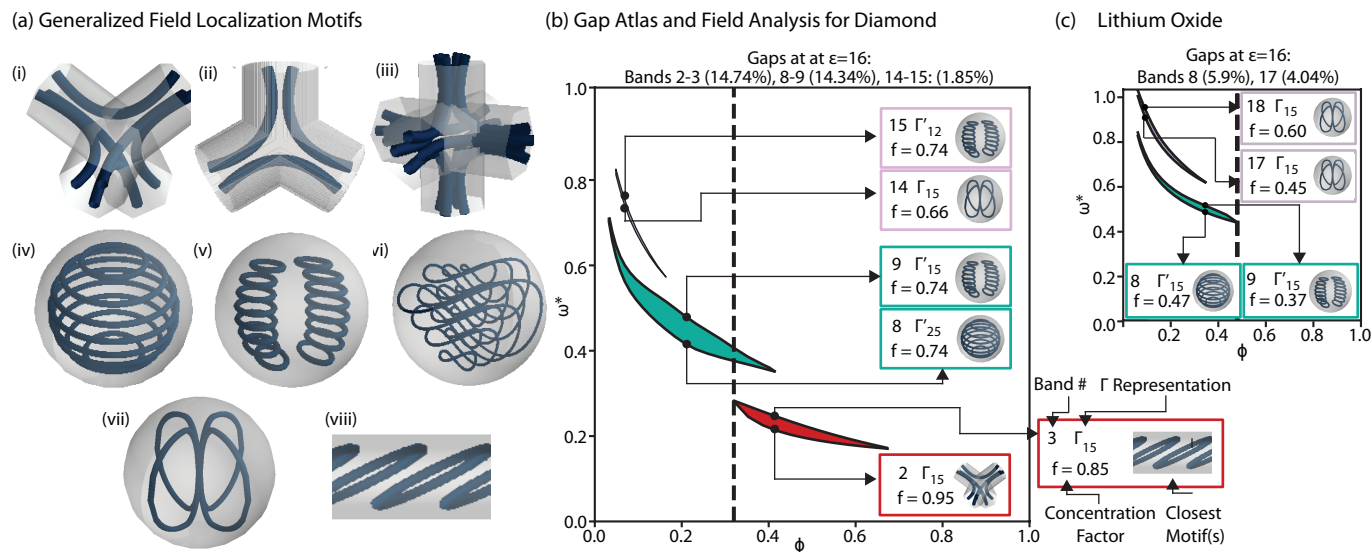 (a) Generalized Field Localization Motifs
(i)
(ii)
(iii)
(iv)
(v)
vi)
(vii)
(viii)
(b) Gap Atlas and Field Analysis for Diamond
Gaps at at ε=16:
Bands 2-3 (14.74%), 8-9 (14.34%), 14-15: (1.85%)
1.0
0.8
0.6
ω*
0.4
0.2
0.0
0.0
0.2
0.4
0.6
0.8
1.0
ϕ
15 Γ′12
f = 0.74
14 Γ15
f = 0.66
9 Γ′15
f = 0.74
8 Γ′25
f = 0.74
2 Γ15
f = 0.95
Band # Γ Representation
3 Γ15
f = 0.85
Concentration
Factor
Closest
Motif(s)
(c) Lithium Oxide
Gaps at ε=16:
Bands 8 (5.9%), 17 (4.04%)
1.0
0.8
0.6
ω*
0.4
0.2
0.0
0.2
0.4
0.6
0.8
1.0
ϕ
18 Γ15
f = 0.60
17 Γ15
f = 0.45
8 Γ′15
f = 0.47
9 Γ′15
f = 0.37